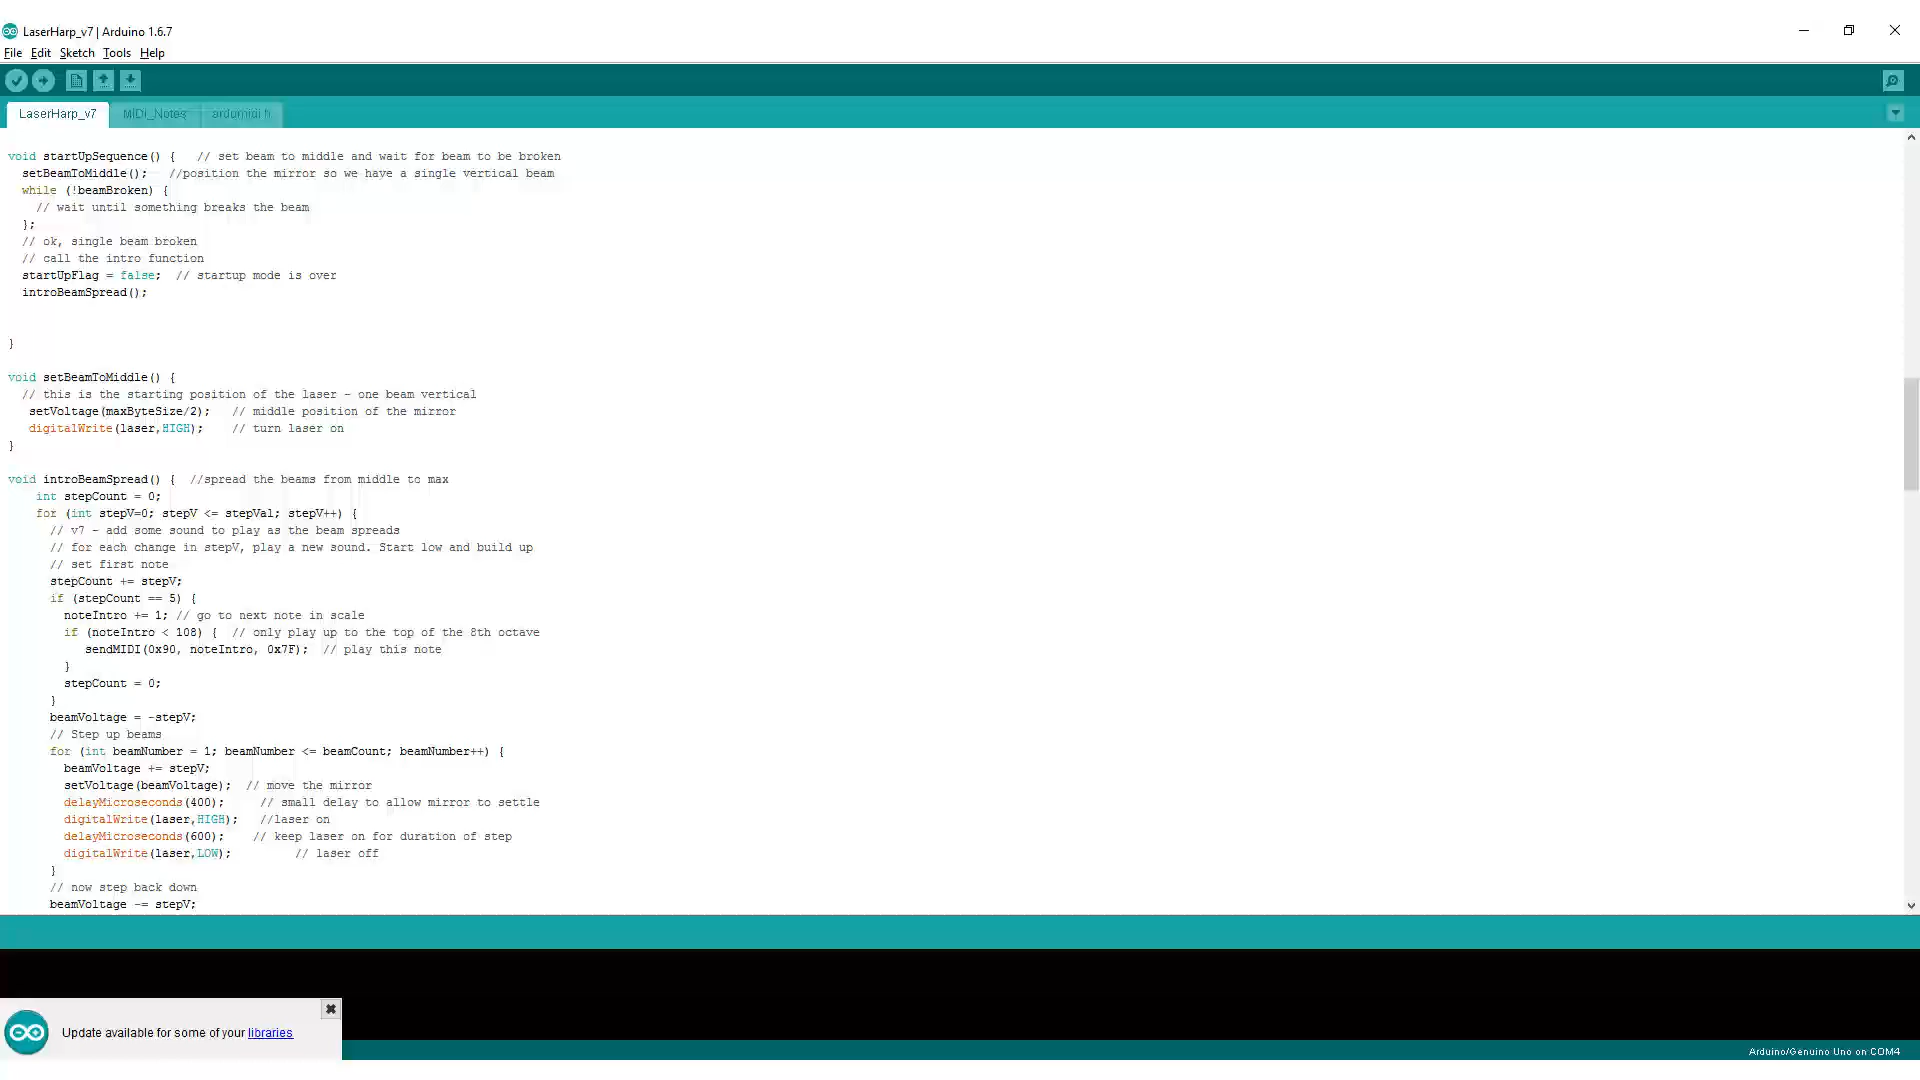 LaserHarp_v7 | Arduino 1.6.7
File Edit Sketch Tools Help
LaserHarp_v7 MIDI_Notes ardumidi.h
void startUpSequence() { // set beam to middle and wait for beam to be broken
setBeamToMiddle(); //position the mirror so we have a single vertical beam
while (!beamBroken) {
// wait until something breaks the beam
};
// ok, single beam broken
// call the intro function
startUpFlag = false; // startup mode is over
introBeamSpread();
}
void setBeamToMiddle() {
// this is the starting position of the laser - one beam vertical
setVoltage(maxByteSize/2); // middle position of the mirror
digitalWrite(laser,HIGH); // turn laser on
}
void introBeamSpread() { //spread the beams from middle to max
int stepCount = 0;
for (int stepV=0; stepV <= stepVal; stepV++) {
// v7 - add some sound to play as the beam spreads
// for each change in stepV, play a new sound. Start low and build up
// set first note
stepCount += stepV;
if (stepCount == 5) {
noteIntro += 1; // go to next note in scale
if (noteIntro < 108) { // only play up to the top of the 8th octave
sendMIDI(0x90, noteIntro, 0x7F); // play this note
}
stepCount = 0;
}
beamVoltage = -stepV;
// Step up beams
for (int beamNumber = 1; beamNumber <= beamCount; beamNumber++) {
beamVoltage += stepV;
setVoltage(beamVoltage); // move the mirror
delayMicroseconds(400); // small delay to allow mirror to settle
digitalWrite(laser,HIGH); //laser on
delayMicroseconds(600); // keep laser on for duration of step
digitalWrite(laser,LOW); // laser off
}
// now step back down
beamVoltage -= stepV;
Update available for some of your libraries
Arduino/Genuino Uno on COM4